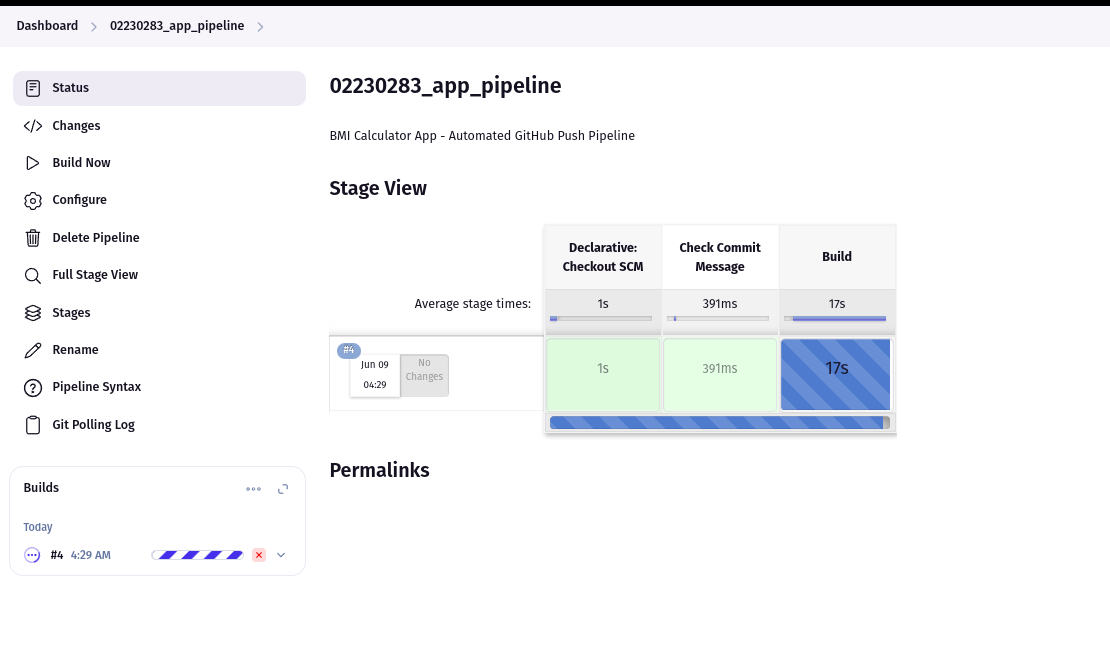 Dashboard
02230283_app_pipeline
Status
Changes
Build Now
Configure
Delete Pipeline
Full Stage View
Stages
Rename
Pipeline Syntax
Git Polling Log
Builds
Today
#4 4:29 AM
02230283_app_pipeline
BMI Calculator App - Automated GitHub Push Pipeline
Stage View
Declarative:
Checkout SCM
Check Commit
Message
Build
Average stage times:
1s
391ms
17s
#4
Jun 09
04:29
No
Changes
1s
391ms
17s
Permalinks